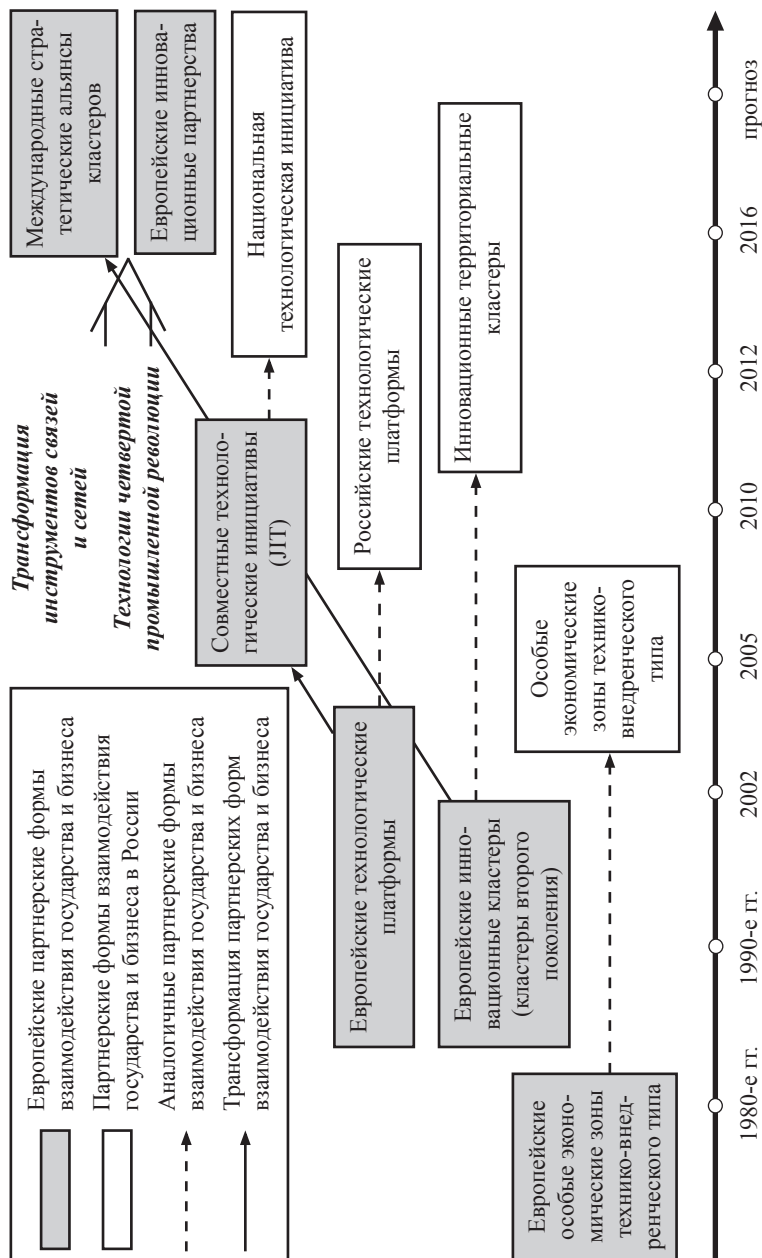 Европейские партнерские формы
взаимодействия государства и бизнеса
Партнерские формы взаимодействия
государства и бизнеса в России
Аналогичные партнерские формы
взаимодействия государства и бизнеса
Трансформация партнерских форм
взаимодействия государства и бизнеса
Трансформация
инструментов связей
и сетей
Технологии четвертой
промышленной революции
Международные стра-
тегические альянсы
кластеров
Европейские иннова-
ционные партнерства
Национальная
технологическая инициатива
Совместные техноло-
гические инициативы
(JIT)
Европейские технологические
платформы
Российские технологические
платформы
Европейские инно-
вационные кластеры
(кластеры второго
поколения)
Инновационные территориальные
кластеры
Европейские
особые эконо-
мические зоны
технико-внед-
ренческого типа
Особые
экономические
зоны технико-
внедренческого
типа
1980-е гг.
1990-е гг.
2002
2005
2010
2012
2016
прогноз